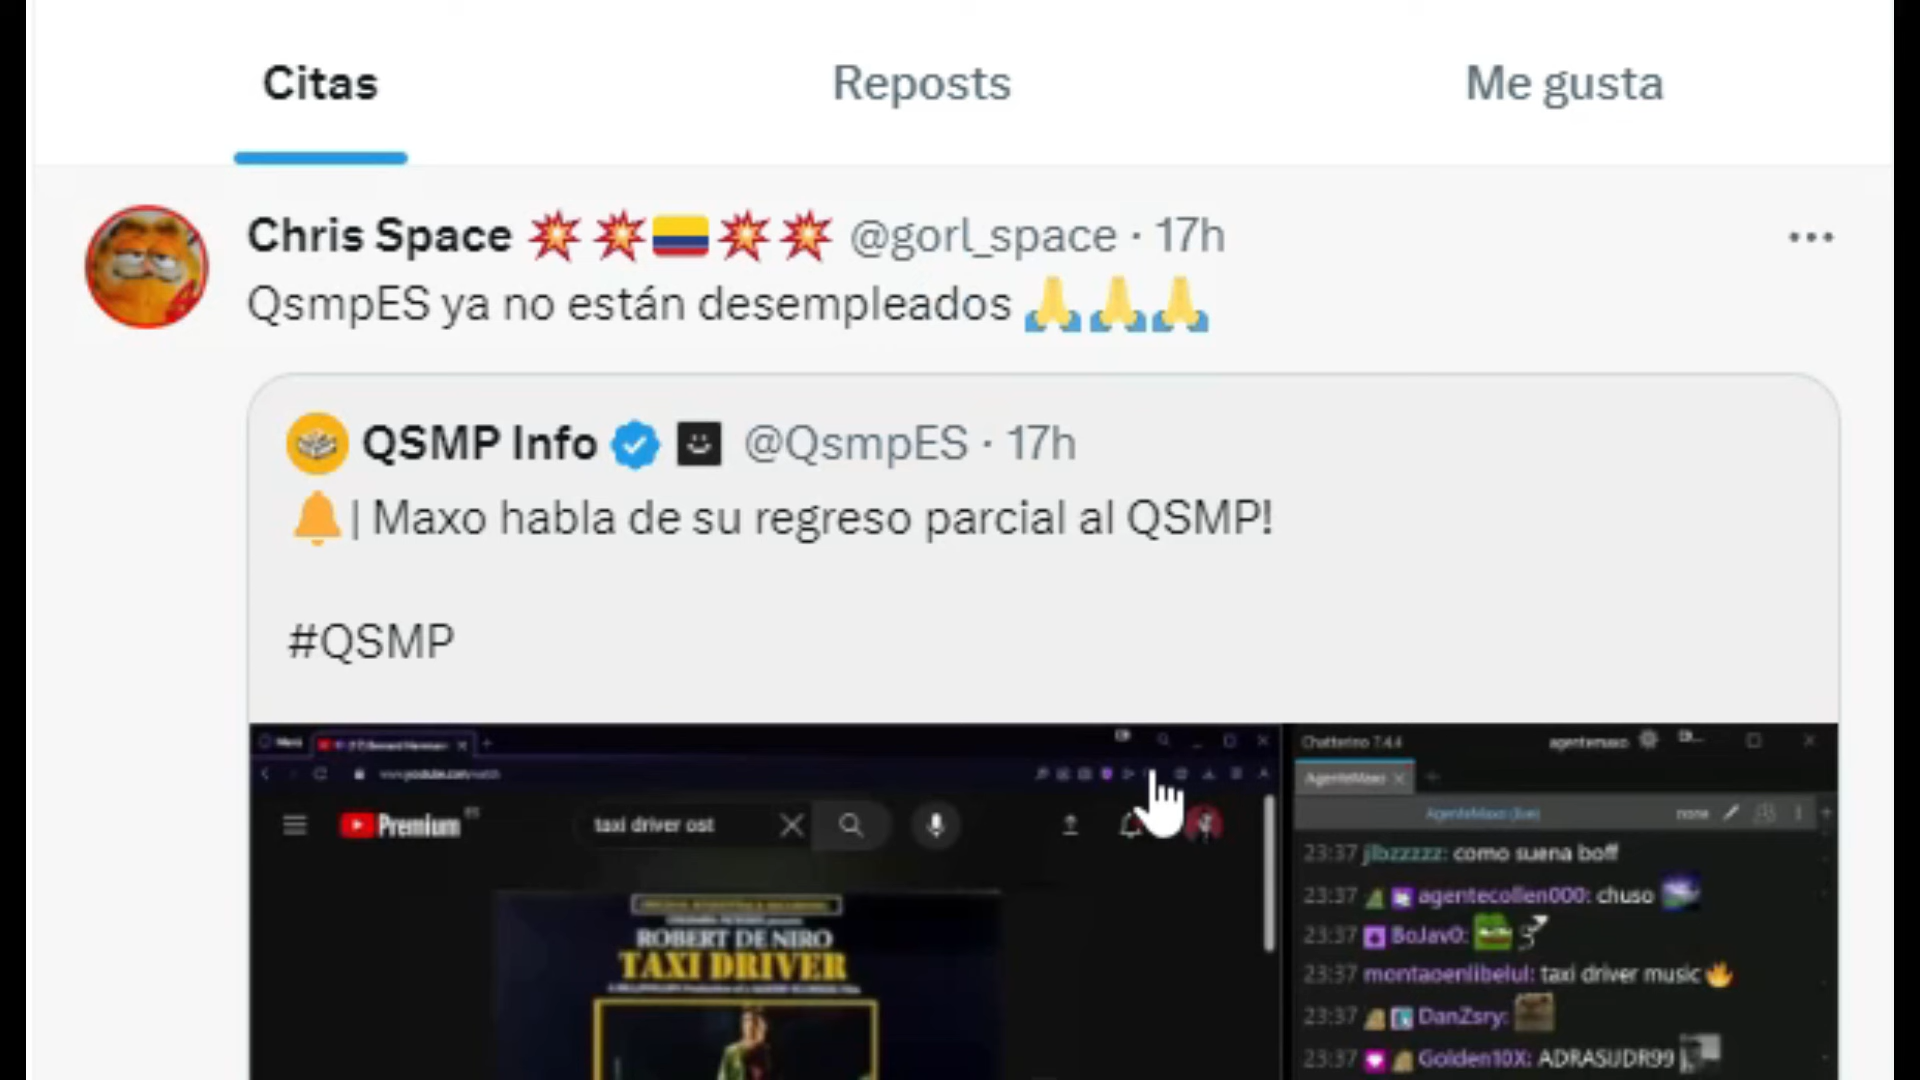 Citas Reposts Me gusta
Chris Space 💥💥🇨🇴💥💥 @gorl_space · 17h
QsmpES ya no están desempleados 🙏🙏🙏
QSMP Info @QsmpES · 17h
🔔| Maxo habla de su regreso parcial al QSMP!
#QSMP
Chatterino 7.4.4 agentemaxo
AgenteMaxo
Premium ES
taxi driver ost
AgenteMaxo (live) none
23:37 jlbzzzzz: como suena boff
23:37 agentecollen000: chuso
23:37 BoJavO:
23:37 montaoenlibelul: taxi driver music
23:37 DanZsry:
23:37 Golden10X:
ROBERT DE NIRO
TAXI DRIVER